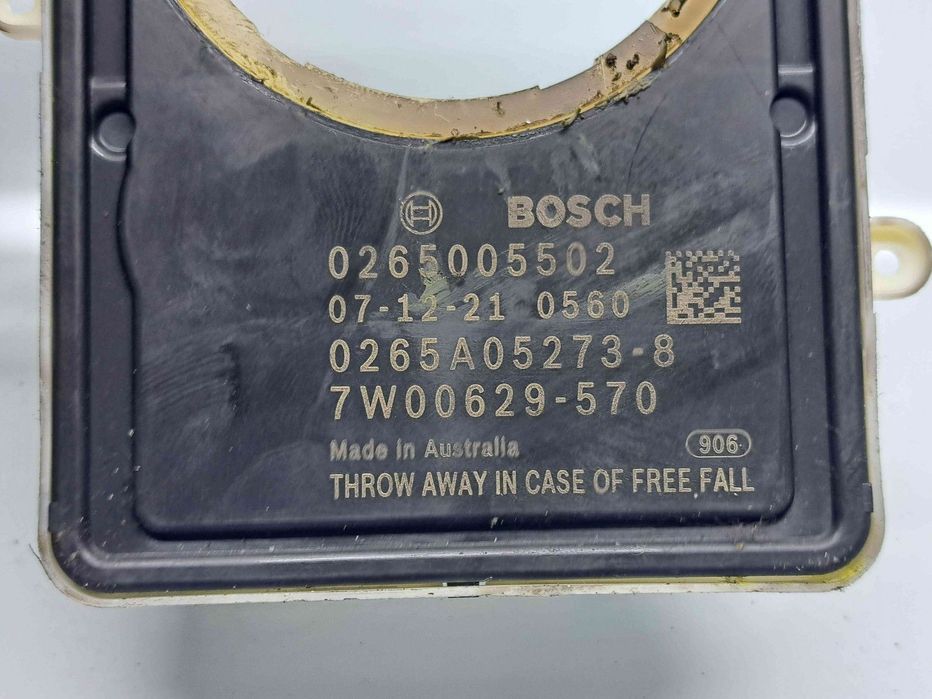 BOSCH
0265005502
07-12-21 0560
0265A05273-8
7W00629-570
Made in Australia
906
THROW AWAY IN CASE OF FREE FALL